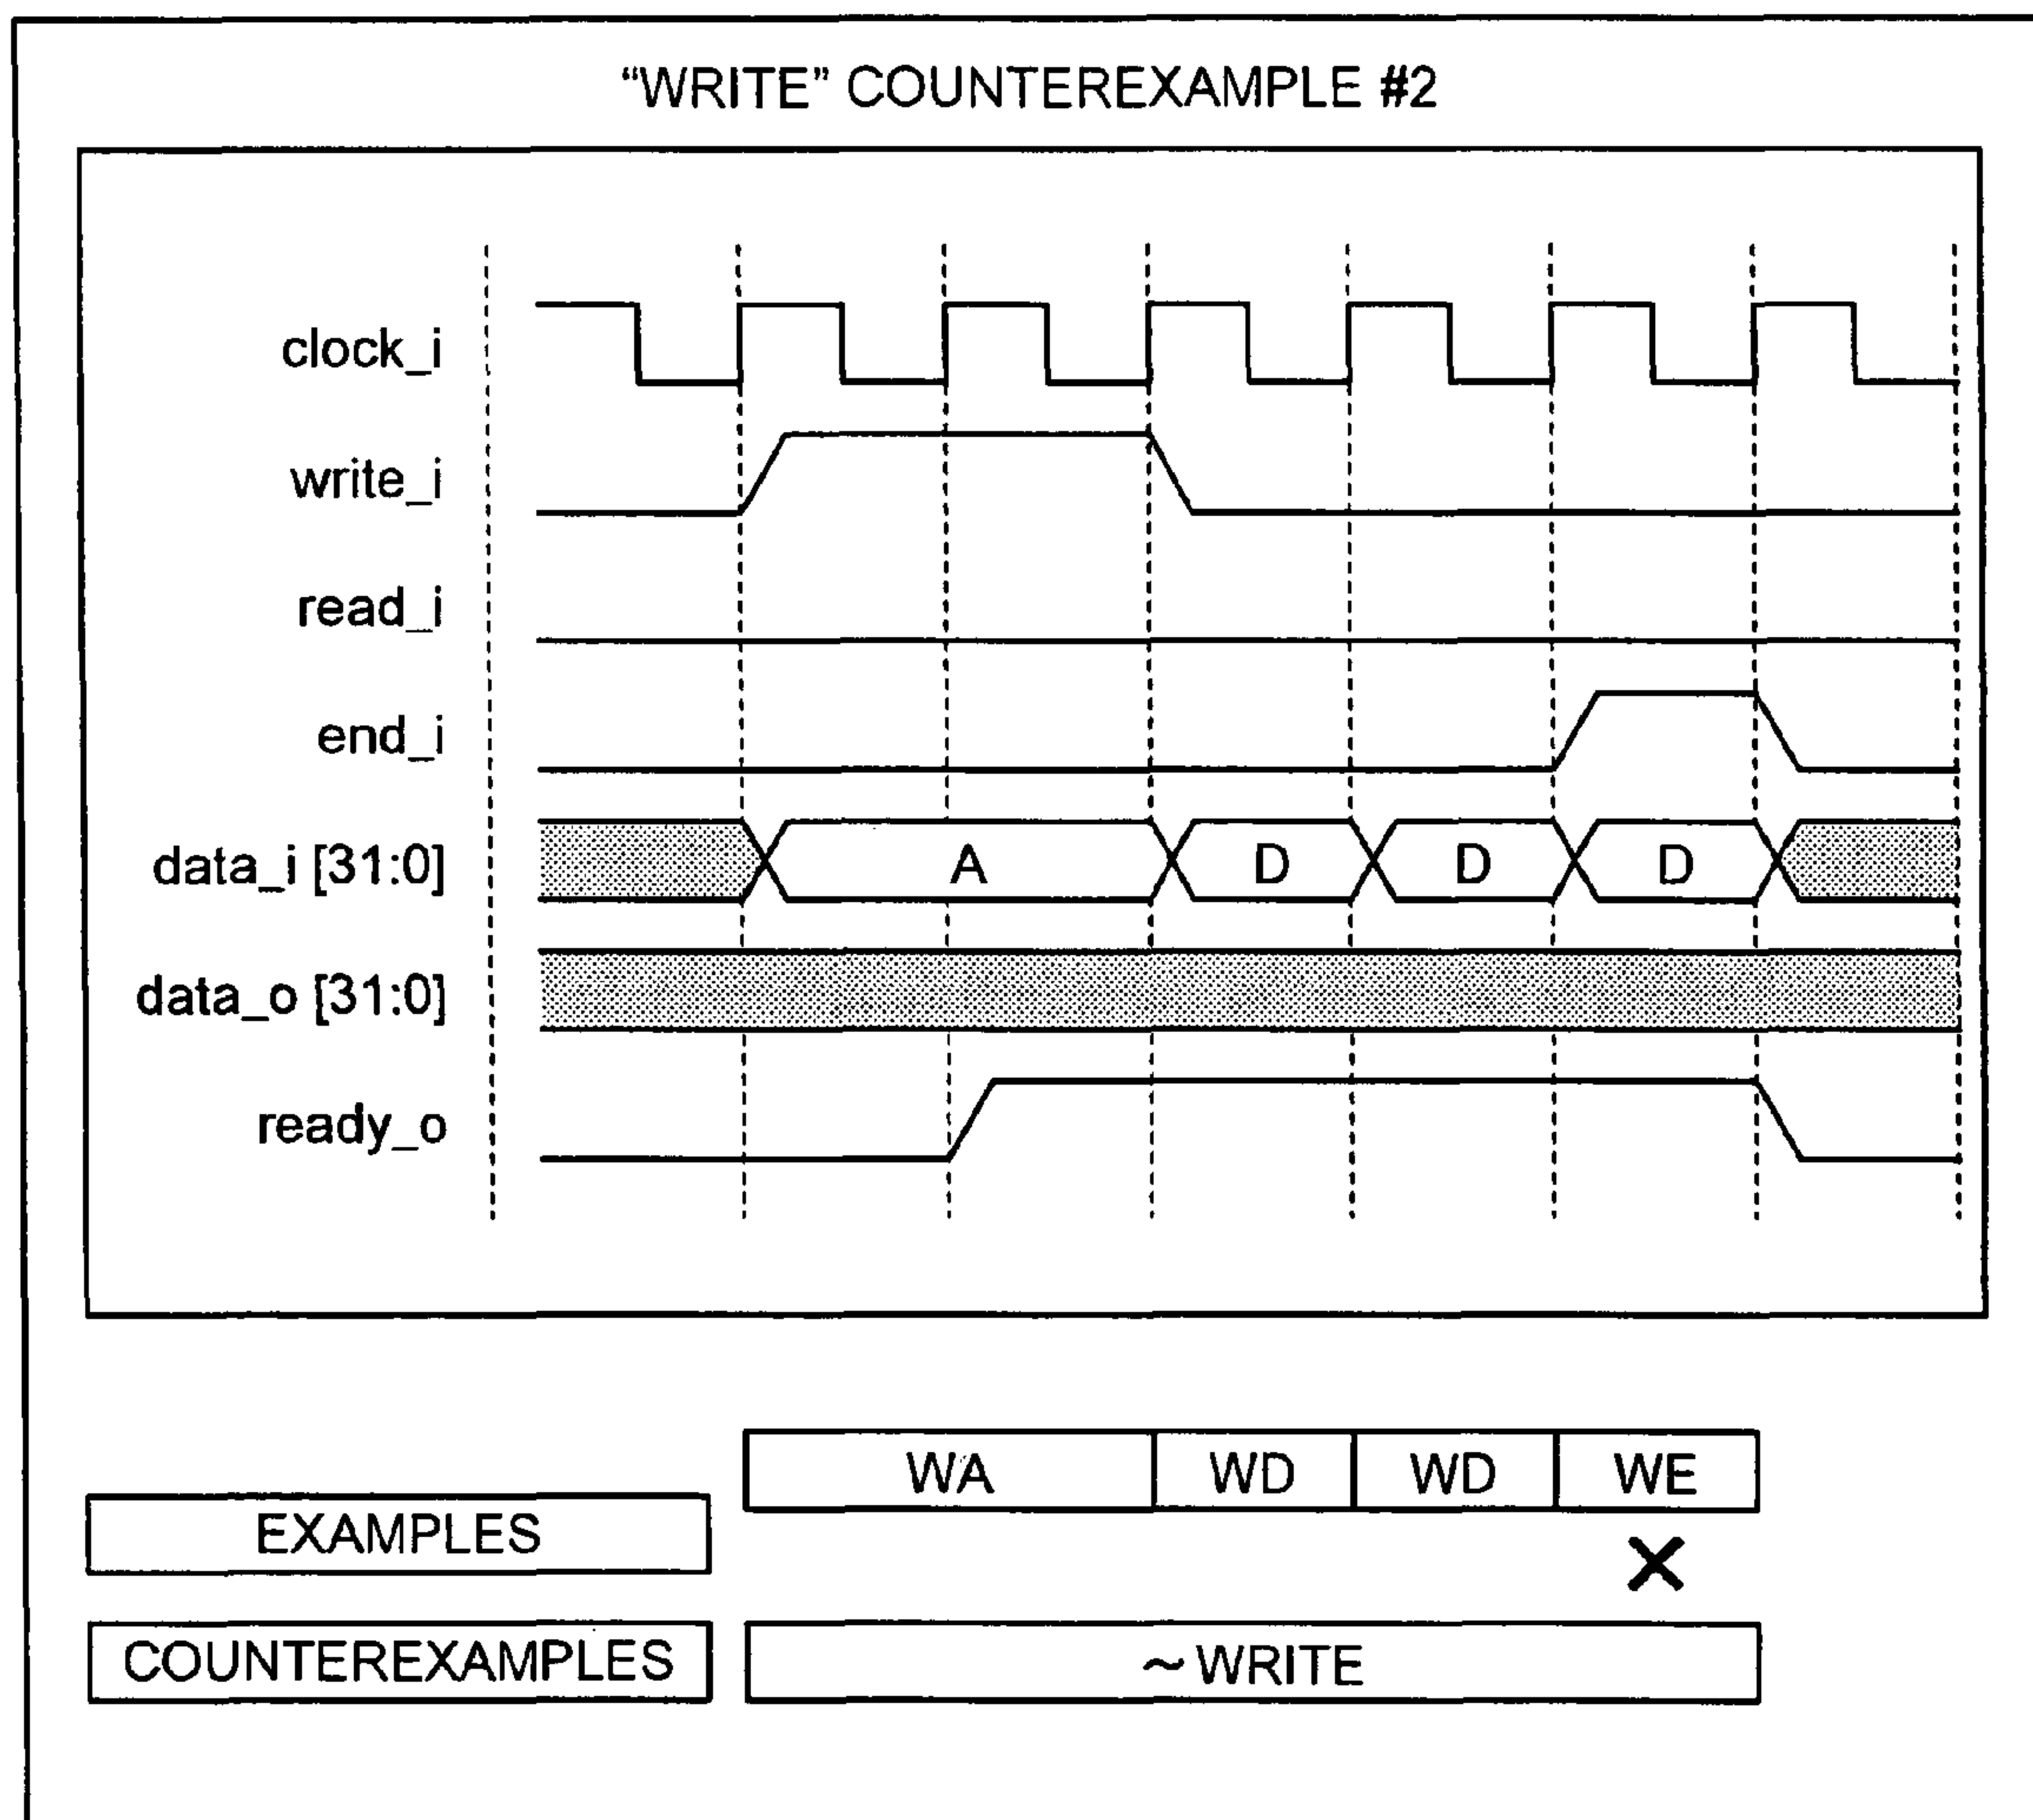 “WRITE” COUNTEREXAMPLE #2
clock_i
write_i
read_i
end_i
data_i [31:0]
A D D D
data_o [31:0]
ready_o
WA WD WD WE
EXAMPLES
COUNTEREXAMPLES
~WRITE